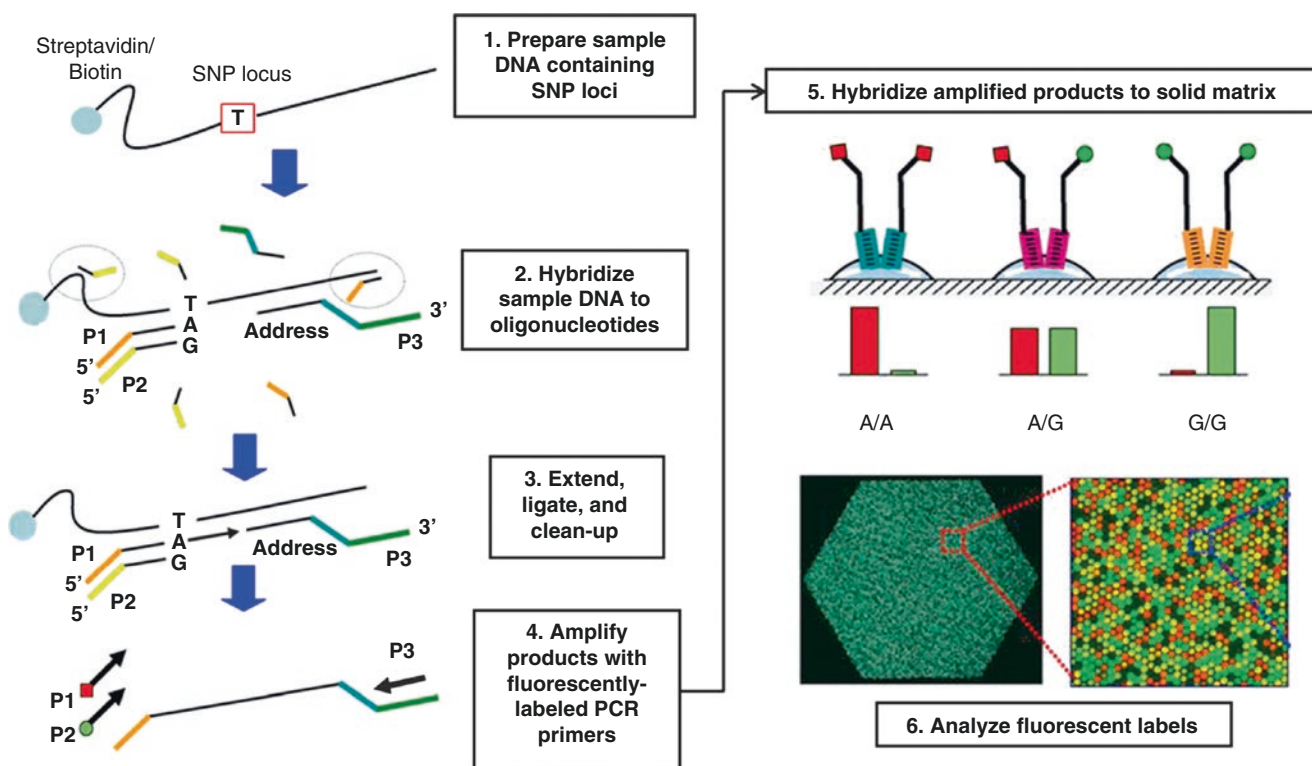 Streptavidin/
Biotin
SNP locus
T
1. Prepare sample
DNA containing
SNP loci
T
A
G
P1
5’
P2
5’
Address
3’
P3
2. Hybridize
sample DNA to
oligonucleotides
T
A
G
P1
5’
P2
5’
Address
3’
P3
3. Extend,
ligate, and
clean-up
P1
P2
P3
4. Amplify
products with
fluorescently-
labeled PCR
primers
5. Hybridize amplified products to solid matrix
A/A
A/G
G/G
6. Analyze fluorescent labels